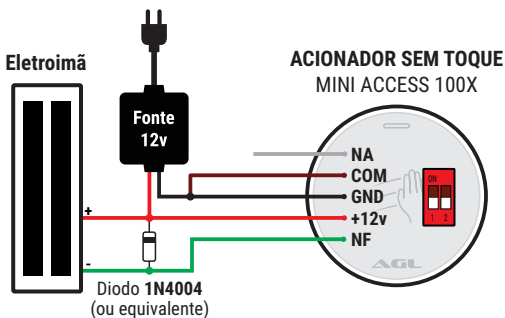 Eletroimã
Fonte
12v
ACIONADOR SEM TOQUE
MINI ACCESS 100X
NA
COM
GND
+12v
NF
ON
1 2
AGL
+
-
Diodo 1N4004
(ou equivalente)